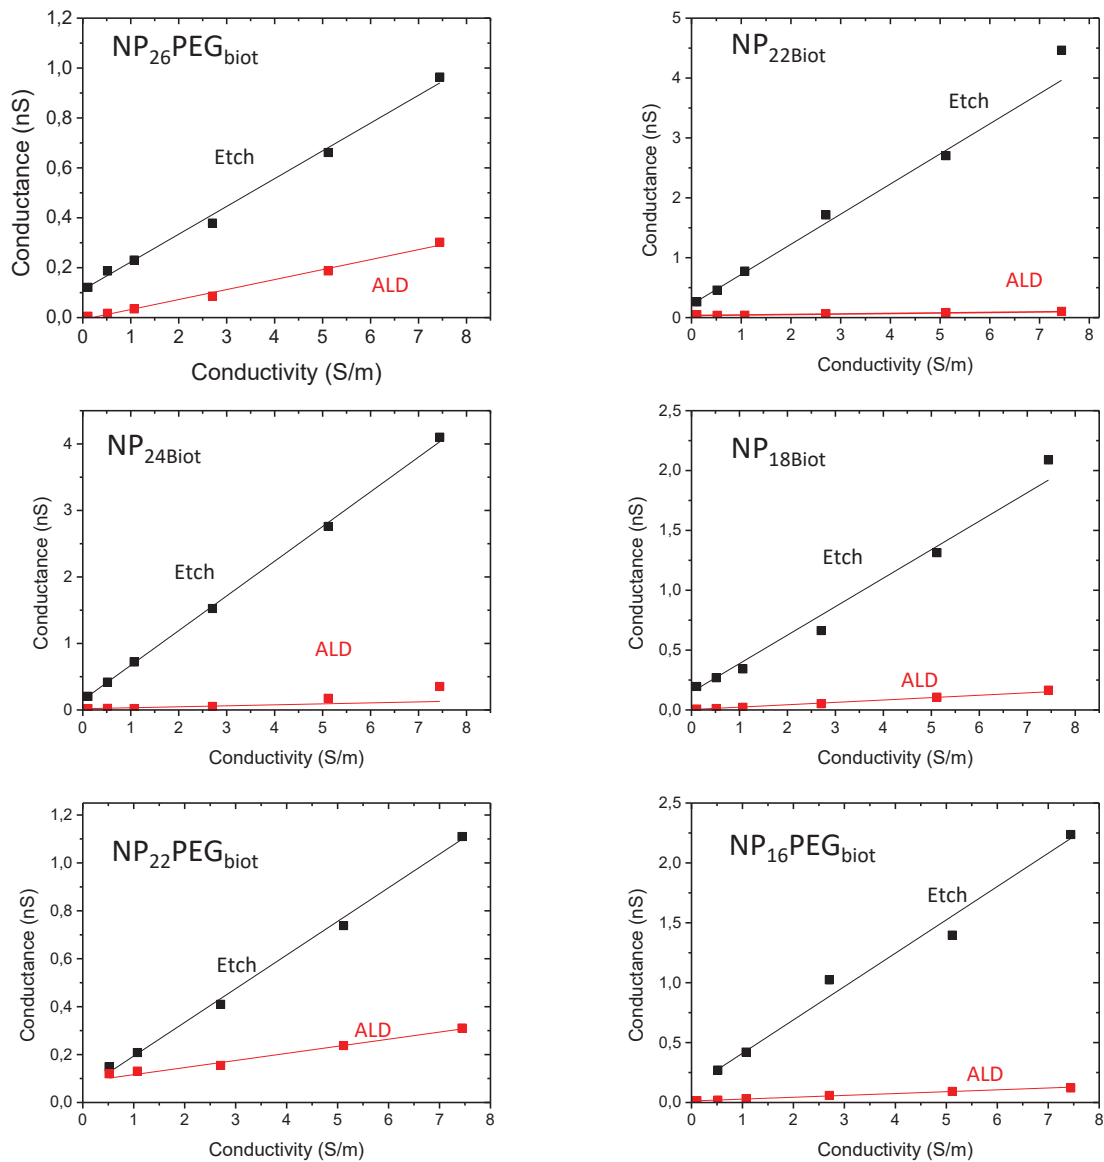 NP26PEGbiot
Etch
ALD
Conductance (nS)
1,2
1,0
0,8
0,6
0,4
0,2
0,0
0 1 2 3 4 5 6 7 8
Conductivity (S/m)
NP22Biot
Etch
ALD
Conductance (nS)
5
4
3
2
1
0
0 1 2 3 4 5 6 7 8
Conductivity (S/m)
NP24Biot
Etch
ALD
Conductance (nS)
4
3
2
1
0
0 1 2 3 4 5 6 7 8
Conductivity (S/m)
NP18Biot
Etch
ALD
Conductance (nS)
2,5
2,0
1,5
1,0
0,5
0,0
0 1 2 3 4 5 6 7 8
Conductivity (S/m)
NP22PEGbiot
Etch
ALD
Conductance (nS)
1,2
1,0
0,8
0,6
0,4
0,2
0,0
0 1 2 3 4 5 6 7 8
Conductivity (S/m)
NP16PEGbiot
Etch
ALD
Conductance (nS)
2,5
2,0
1,5
1,0
0,5
0,0
0 1 2 3 4 5 6 7 8
Conductivity (S/m)